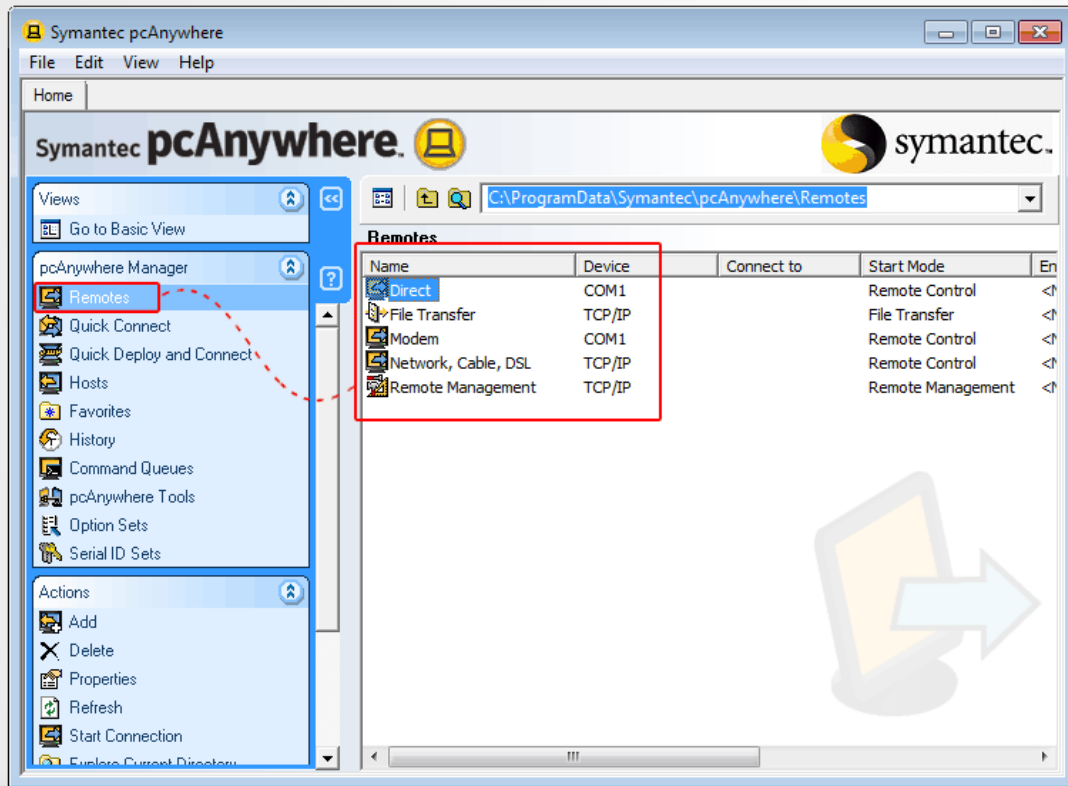 Symantec pcAnywhere
File Edit View Help
Home
Symantec pcAnywhere.
symantec.
Views
Go to Basic View
pcAnywhere Manager
Remotes
Quick Connect
Quick Deploy and Connect
Hosts
Favorites
History
Command Queues
pcAnywhere Tools
Option Sets
Serial ID Sets
Actions
Add
Delete
Properties
Refresh
Start Connection
Explore Current Directory
C:\ProgramData\Symantec\pcAnywhere\Remotes
Remotes
Name Device Connect to Start Mode En
Direct COM1 Remote Control <N
File Transfer TCP/IP File Transfer <N
Modem COM1 Remote Control <N
Network, Cable, DSL TCP/IP Remote Control <N
Remote Management TCP/IP Remote Management <N